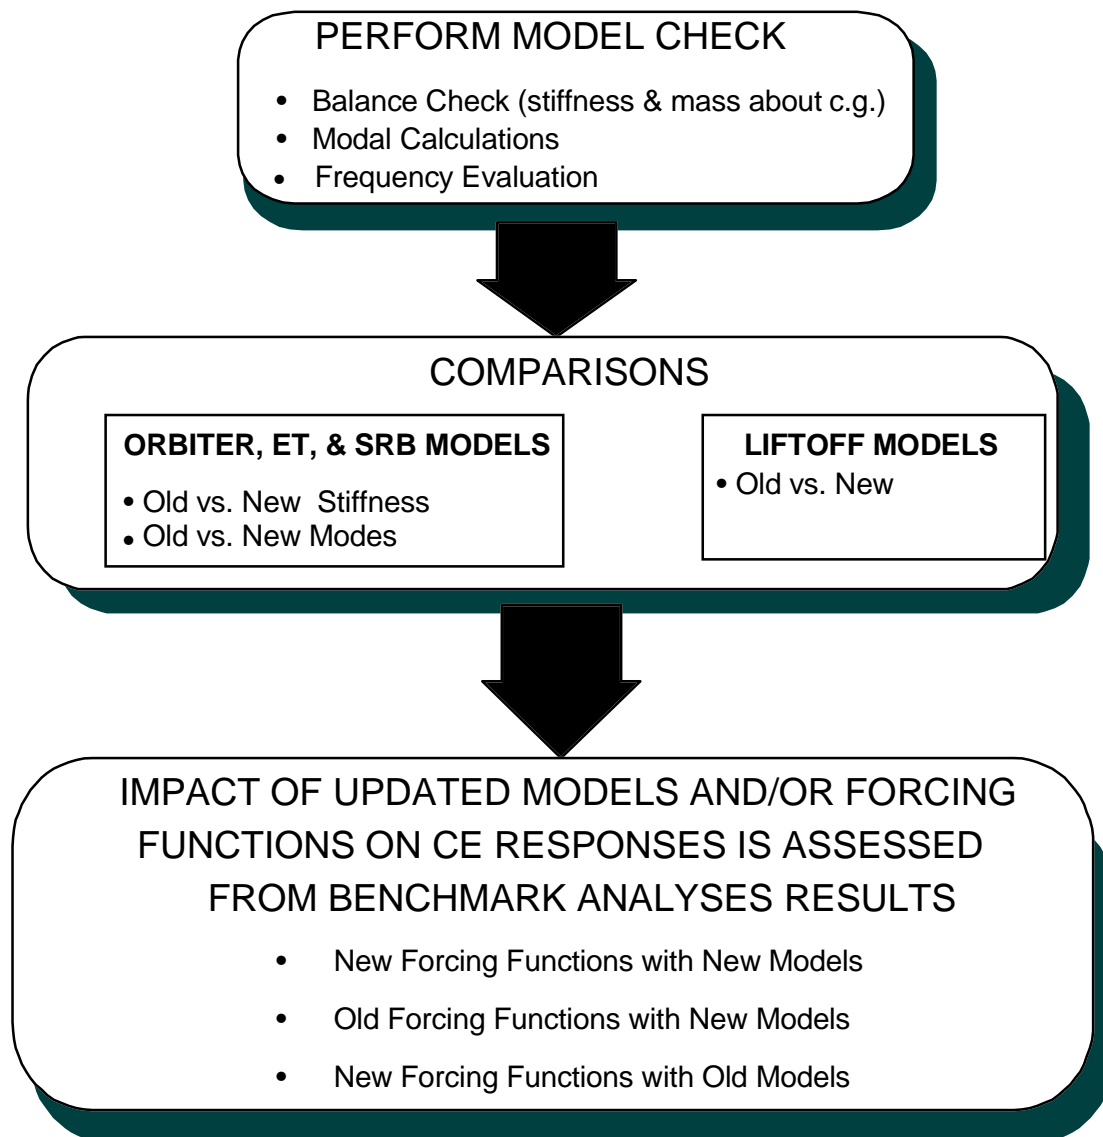 PERFORM MODEL CHECK
• Balance Check (stiffness & mass about c.g.)
• Modal Calculations
• Frequency Evaluation
COMPARISONS
ORBITER, ET, & SRB MODELS
• Old vs. New Stiffness
• Old vs. New Modes
LIFTOFF MODELS
• Old vs. New
IMPACT OF UPDATED MODELS AND/OR FORCING
FUNCTIONS ON CE RESPONSES IS ASSESSED
FROM BENCHMARK ANALYSES RESULTS
• New Forcing Functions with New Models
• Old Forcing Functions with New Models
• New Forcing Functions with Old Models